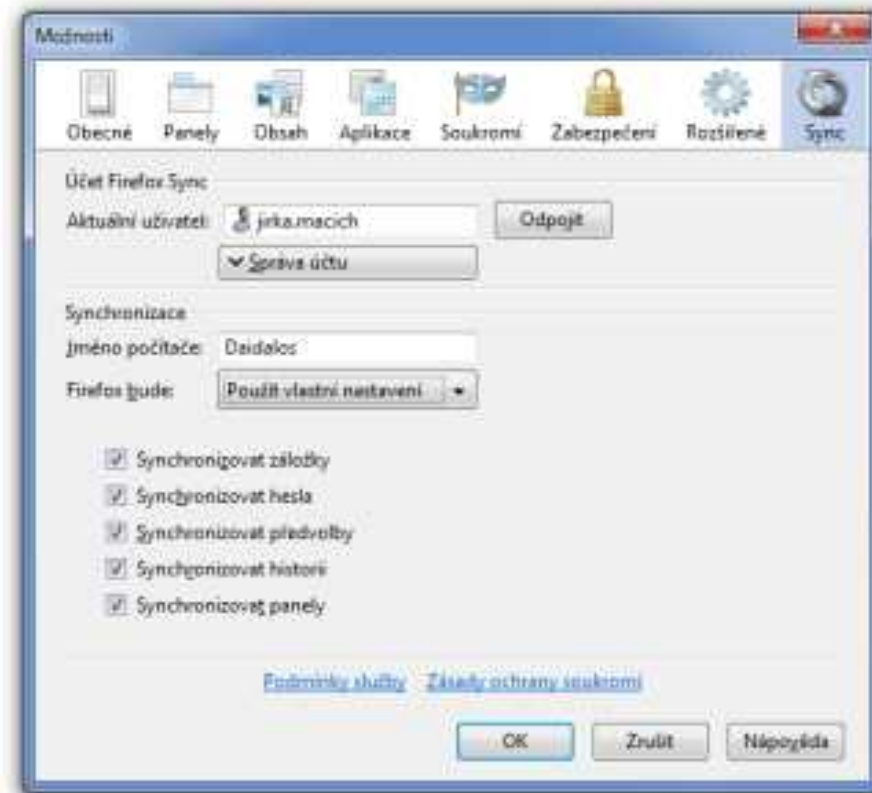 Možnosti
Obecné Panely Obsah Aplikace Soukromí Zabezpečení Rozšířené Sync
Účet Firefox Sync
Aktuální uživatel: jirka.macich Odpojit
Správa účtu
Synchronizace
Jméno počítače: Daidalos
Firefox bude: Použít vlastní nastavení
Synchronizovat záložky
Synchronizovat hesla
Synchronizovat předvolby
Synchronizovat historii
Synchronizovat panely
Podmínky služby Zásady ochrany soukromí
OK Zrušit Nápověda